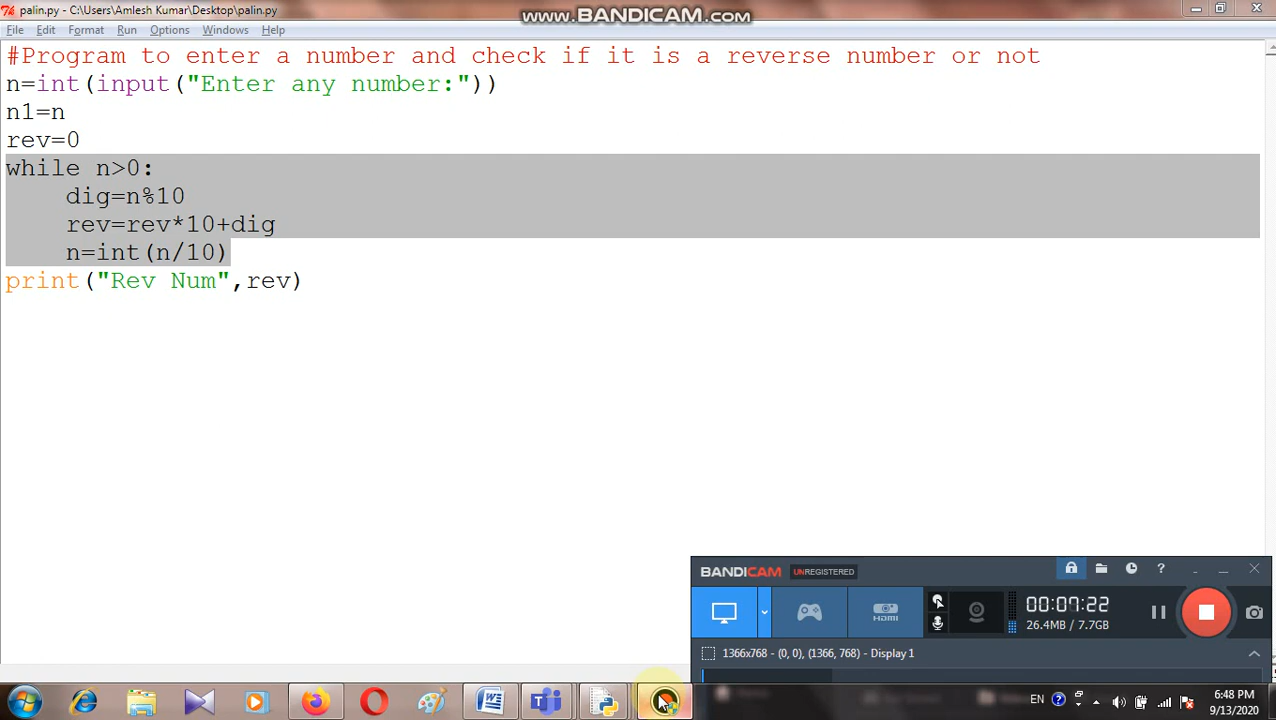 palin.py - C:\Users\Amlesh Kumar\Desktop\palin.py
www.BANDICAM.com
File Edit Format Run Options Windows Help
#Program to enter a number and check if it is a reverse number or not
n=int(input("Enter any number:"))
n1=n
rev=0
while n>0:
    dig=n%10
    rev=rev*10+dig
    n=int(n/10)
print("Rev Num",rev)
BANDICAM UNREGISTERED
HDMI
00:07:22
26.4MB / 7.7GB
1366x768 - (0, 0), (1366, 768) - Display 1
EN
6:48 PM
9/13/2020